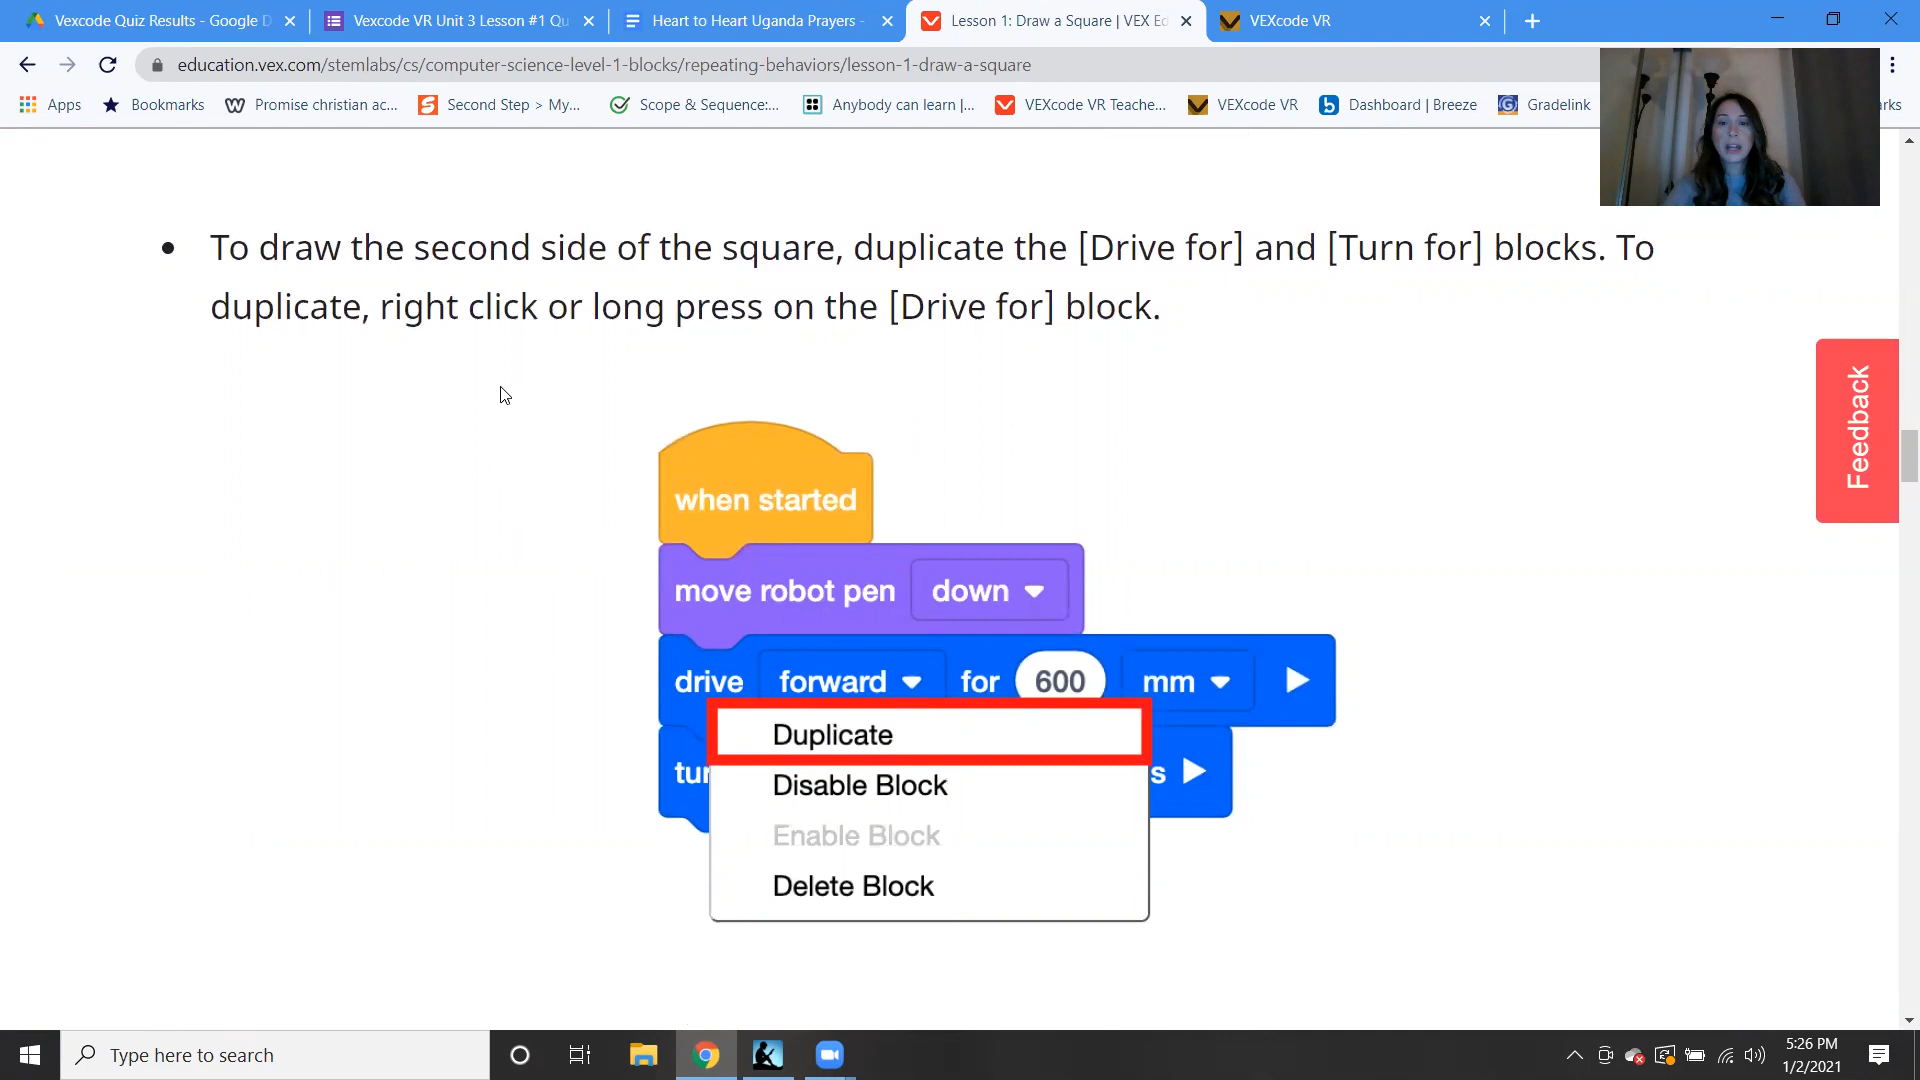 Vexcode Quiz Results - Google D
Vexcode VR Unit 3 Lesson #1 Qu
Heart to Heart Uganda Prayers -
Lesson 1: Draw a Square | VEX Ed
VEXcode VR
education.vex.com/stemlabs/cs/computer-science-level-1-blocks/repeating-behaviors/lesson-1-draw-a-square
Apps
Bookmarks
Promise christian ac...
Second Step > My...
Scope & Sequence:...
Anybody can learn |...
VEXcode VR Teache...
VEXcode VR
Dashboard | Breeze
Gradelink
To draw the second side of the square, duplicate the [Drive for] and [Turn for] blocks. To
duplicate, right click or long press on the [Drive for] block.
Feedback
when started
move robot pen down
drive forward for 600 mm
Duplicate
tur
s
Disable Block
Enable Block
Delete Block
Type here to search
5:26 PM
1/2/2021